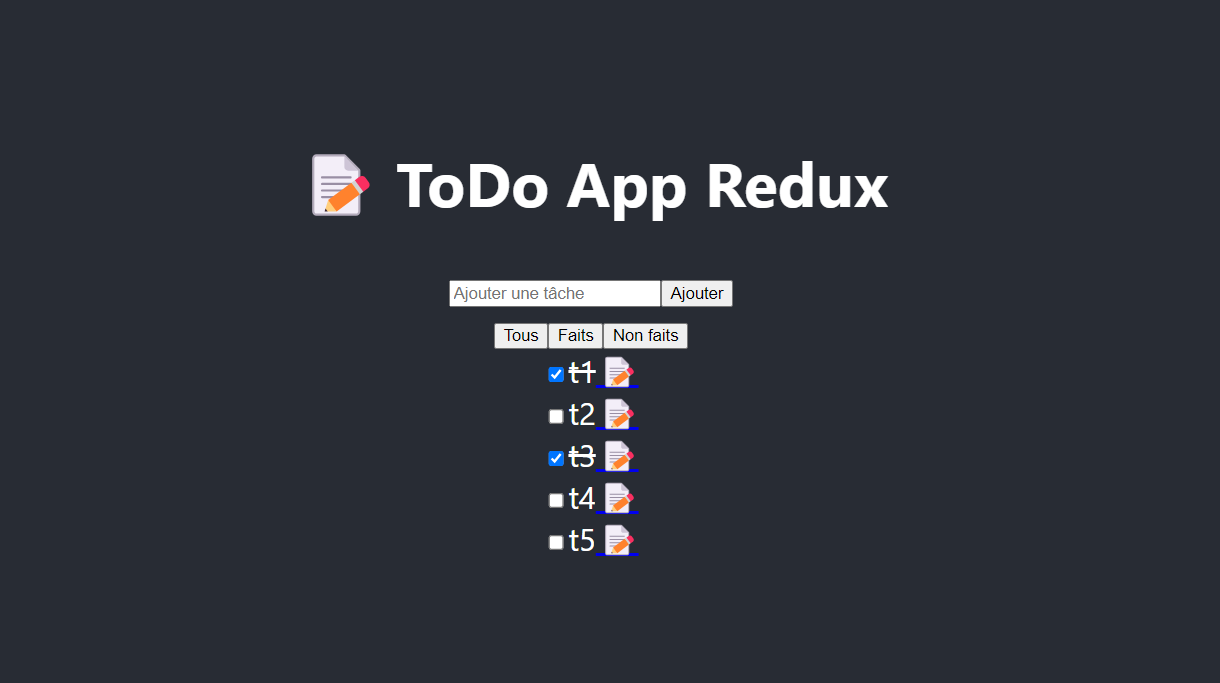 ToDo App Redux
Ajouter une tâche Ajouter
Tous Faits Non faits
t1
t2
t3
t4
t5